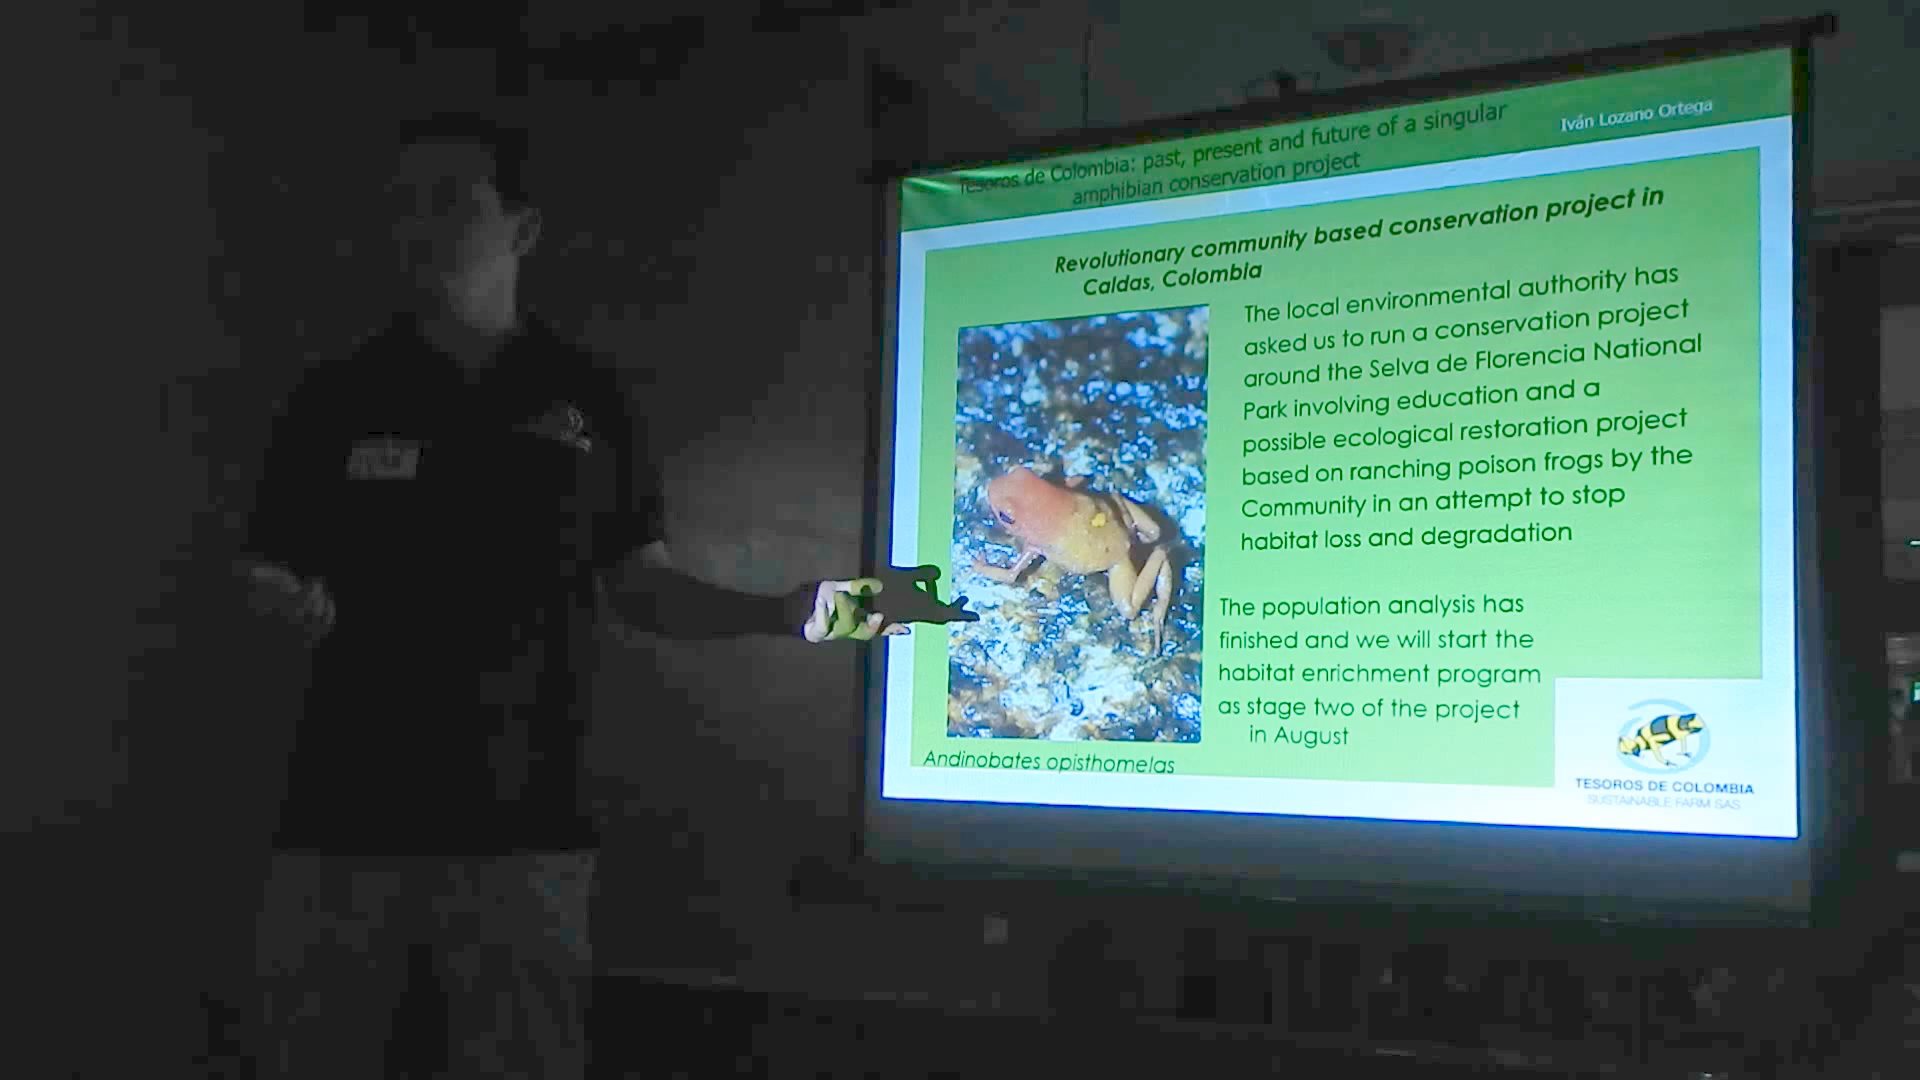 Tesoros de Colombia: past, present and future of a singular
amphibian conservation project
Iván Lozano Ortega
Revolutionary community based conservation project in
Caldas, Colombia
The local environmental authority has
asked us to run a conservation project
around the Selva de Florencia National
Park involving education and a
possible ecological restoration project
based on ranching poison frogs by the
Community in an attempt to stop
habitat loss and degradation
The population analysis has
finished and we will start the
habitat enrichment program
as stage two of the project
in August
Andinobates opisthomelas
TESOROS DE COLOMBIA
SUSTAINABLE FARM SAS